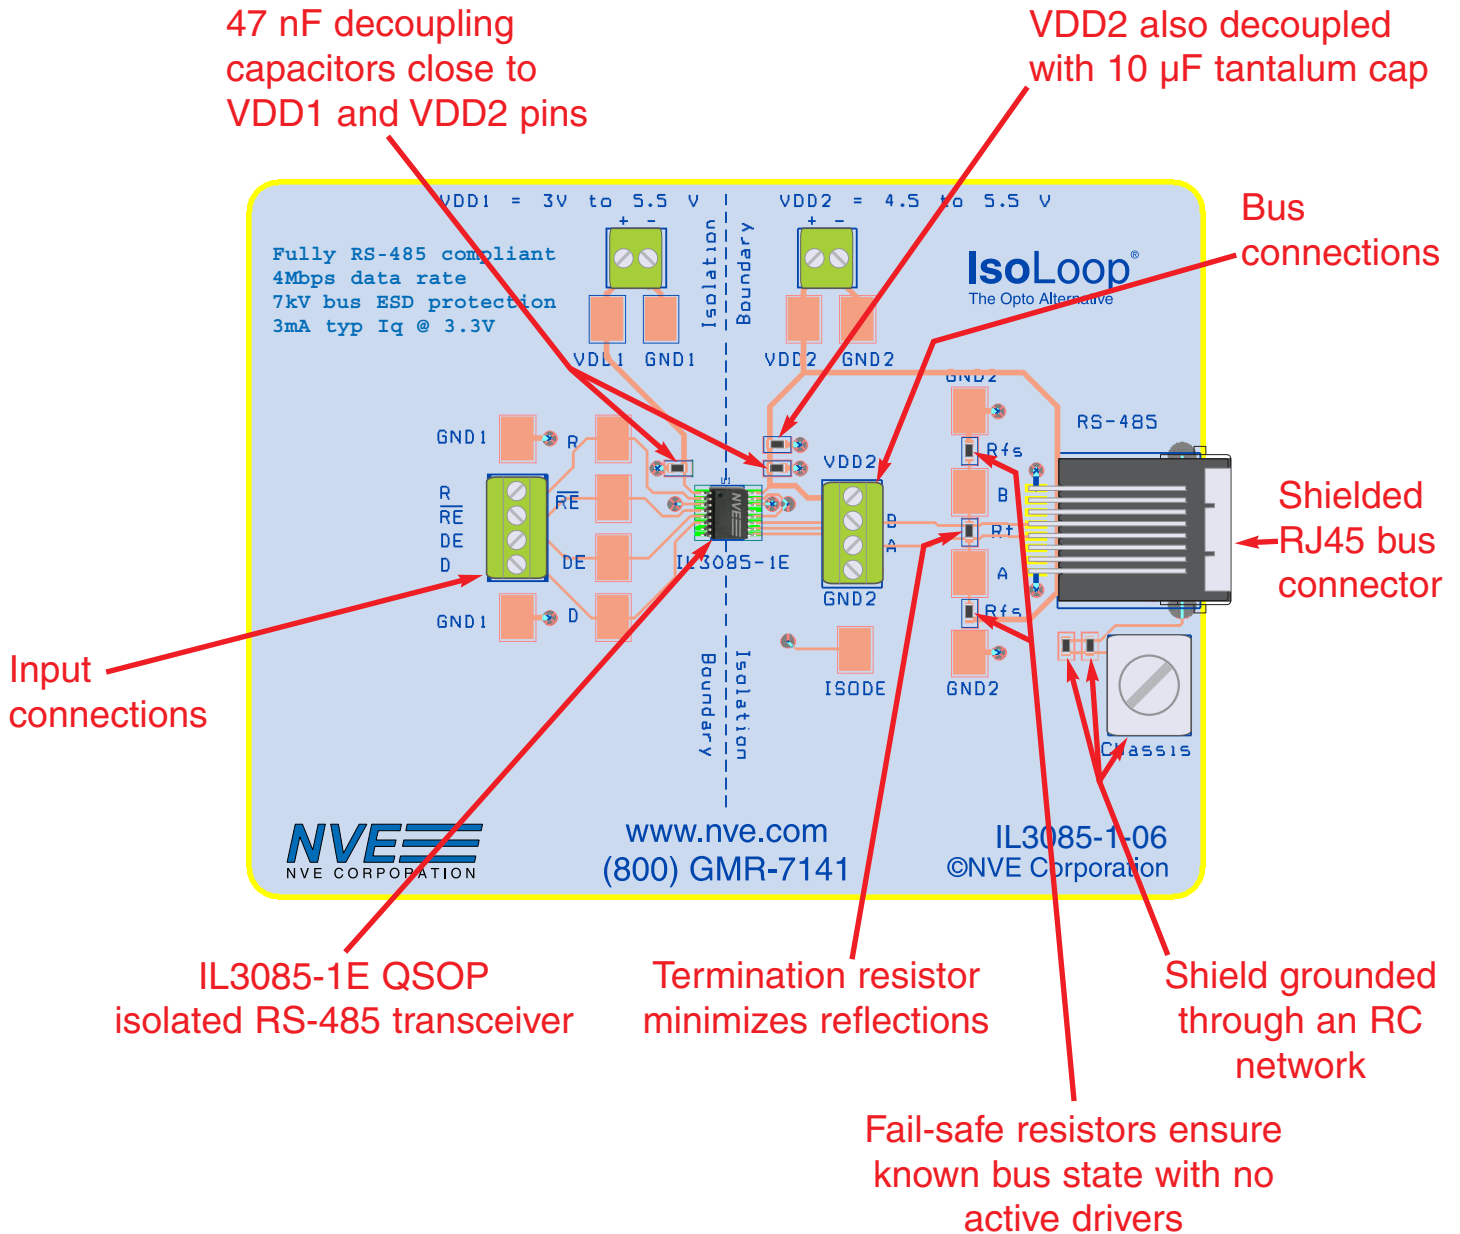 47 nF decoupling
capacitors close to
VDD1 and VDD2 pins
VDD2 also decoupled
with 10 µF tantalum cap
Bus
connections
VDD1 = 3V to 5.5 V
VDD2 = 4.5 to 5.5 V
+ -
+ -
Isolation
Boundary
Fully RS-485 compliant
4Mbps data rate
7kV bus ESD protection
3mA typ Iq @ 3.3V
IsoLoop®
The Opto Alternative
VDD1 GND1
VDD2 GND2
GND2
RS-485
GND1
R
Rfs
VDD2
R
R̅E̅
DE
D
R̅E̅
NVE
B
B
A
Rt
DE
IL3085-1E
A
GND2
Rfs
GND1
D
ISODE
GND2
Isolation
Boundary
Chassis
Shielded
RJ45 bus
connector
Input
connections
NVE
NVE CORPORATION
www.nve.com
(800) GMR-7141
IL3085-1-06
©NVE Corporation
IL3085-1E QSOP
isolated RS-485 transceiver
Termination resistor
minimizes reflections
Shield grounded
through an RC
network
Fail-safe resistors ensure
known bus state with no
active drivers